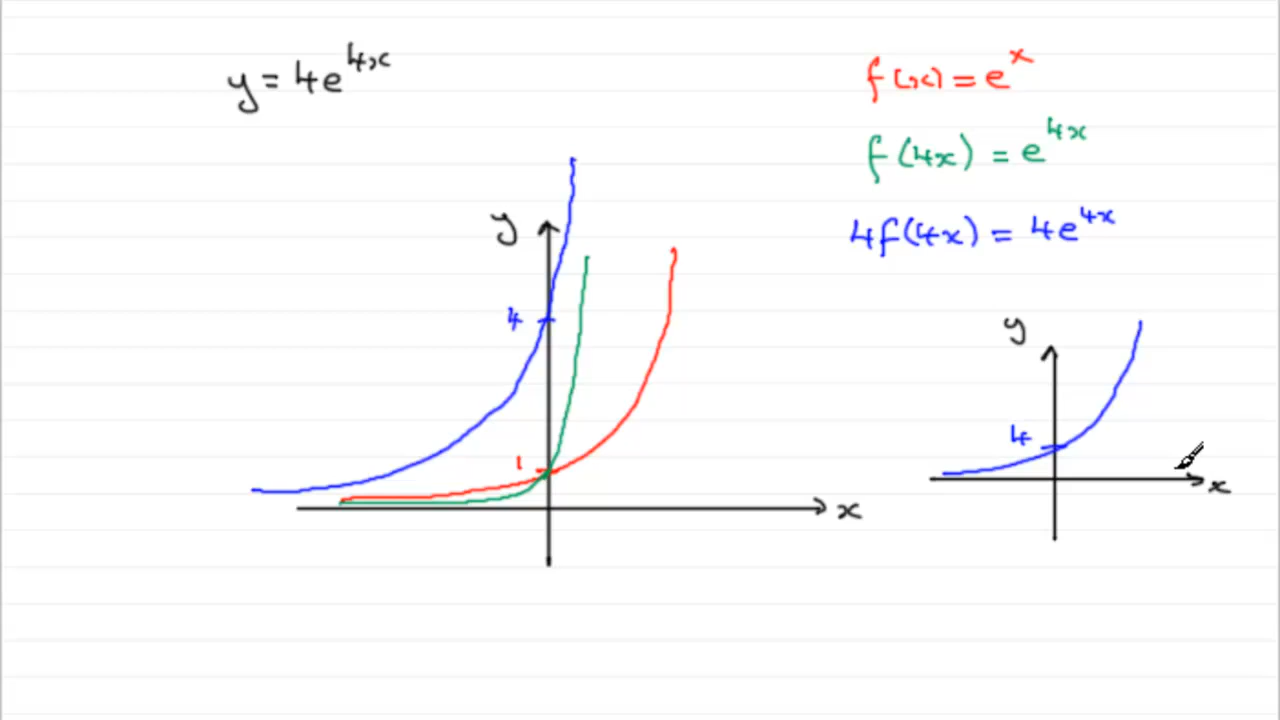 y = 4e^{4x}
f(x) = e^x
f(4x) = e^{4x}
4f(4x) = 4e^{4x}
y
4
1
x
y
4
x